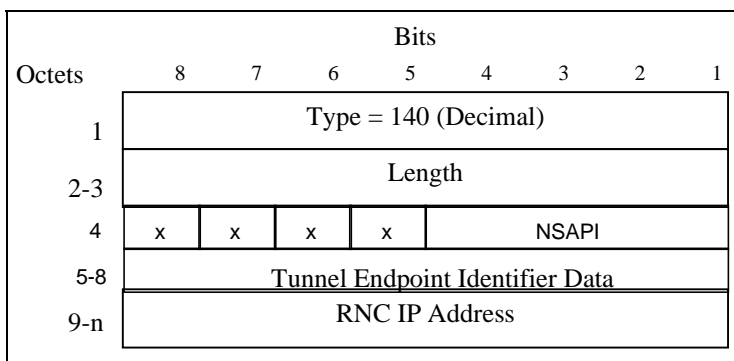 Bits
Octets 8 7 6 5 4 3 2 1
1 Type = 140 (Decimal)
2-3 Length
4 x x x x NSAPI
5-8 Tunnel Endpoint Identifier Data
9-n RNC IP Address